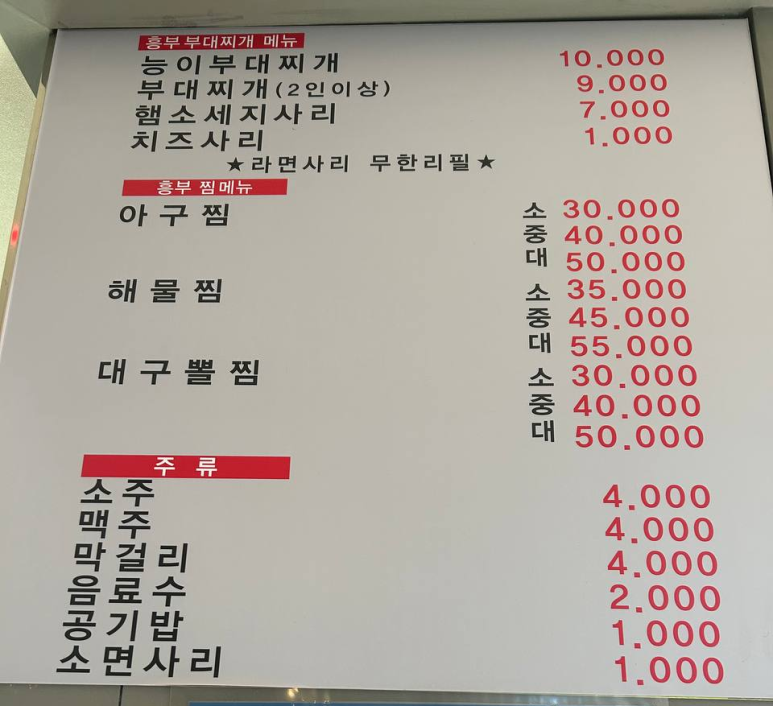 흥부부대찌개 메뉴
능이부대찌개 10.000
부대찌개(2인이상) 9.000
햄소세지사리 7.000
치즈사리 1.000
★라면사리 무한리필★
흥부 찜메뉴
아구찜 소 30.000
중 40.000
대 50.000
해물찜 소 35.000
중 45.000
대 55.000
대구뽈찜 소 30.000
중 40.000
대 50.000
주류
소주 4.000
맥주 4.000
막걸리 4.000
음료수 2.000
공기밥 1.000
소면사리 1.000